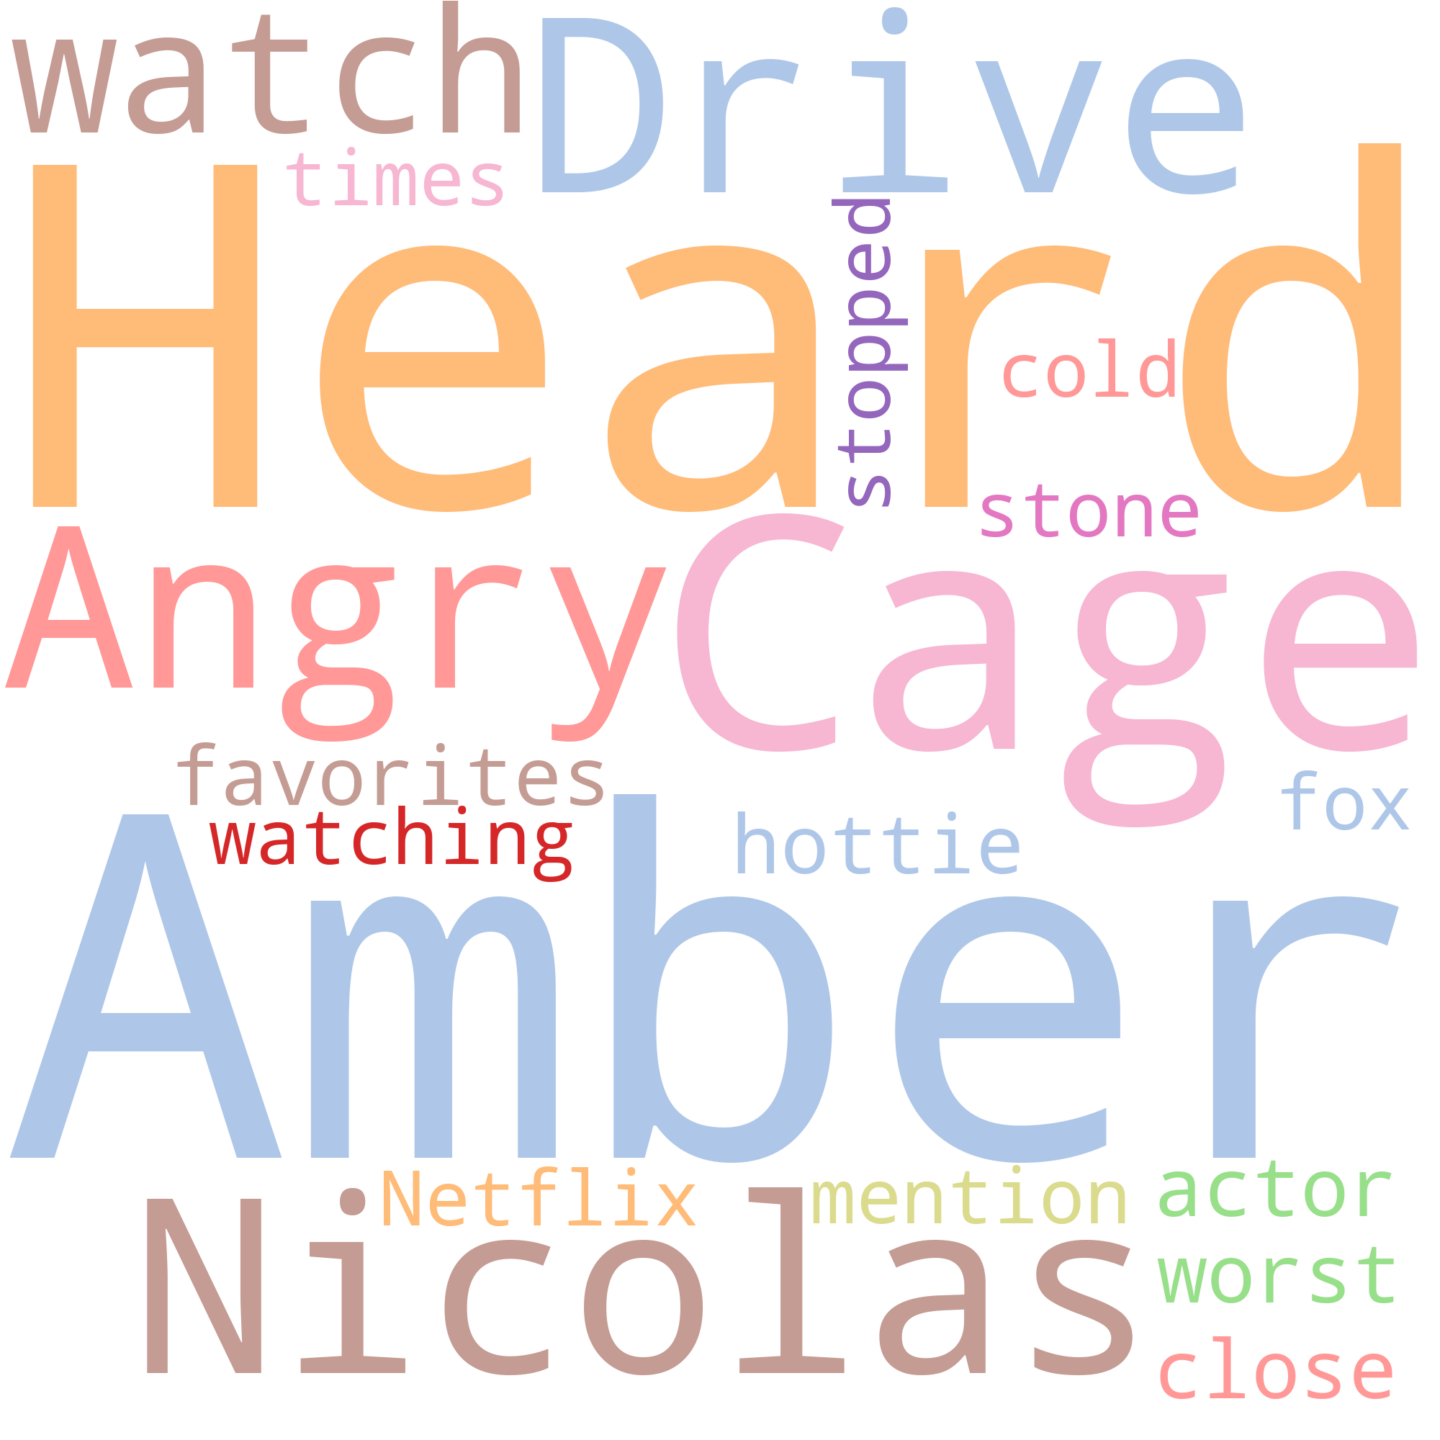 watch Drive
times
Heard
stopped
cold
stone
Angry Cage
favorites
fox
watching
hottie
Amber
Netflix mention actor
Nicolas
worst
close